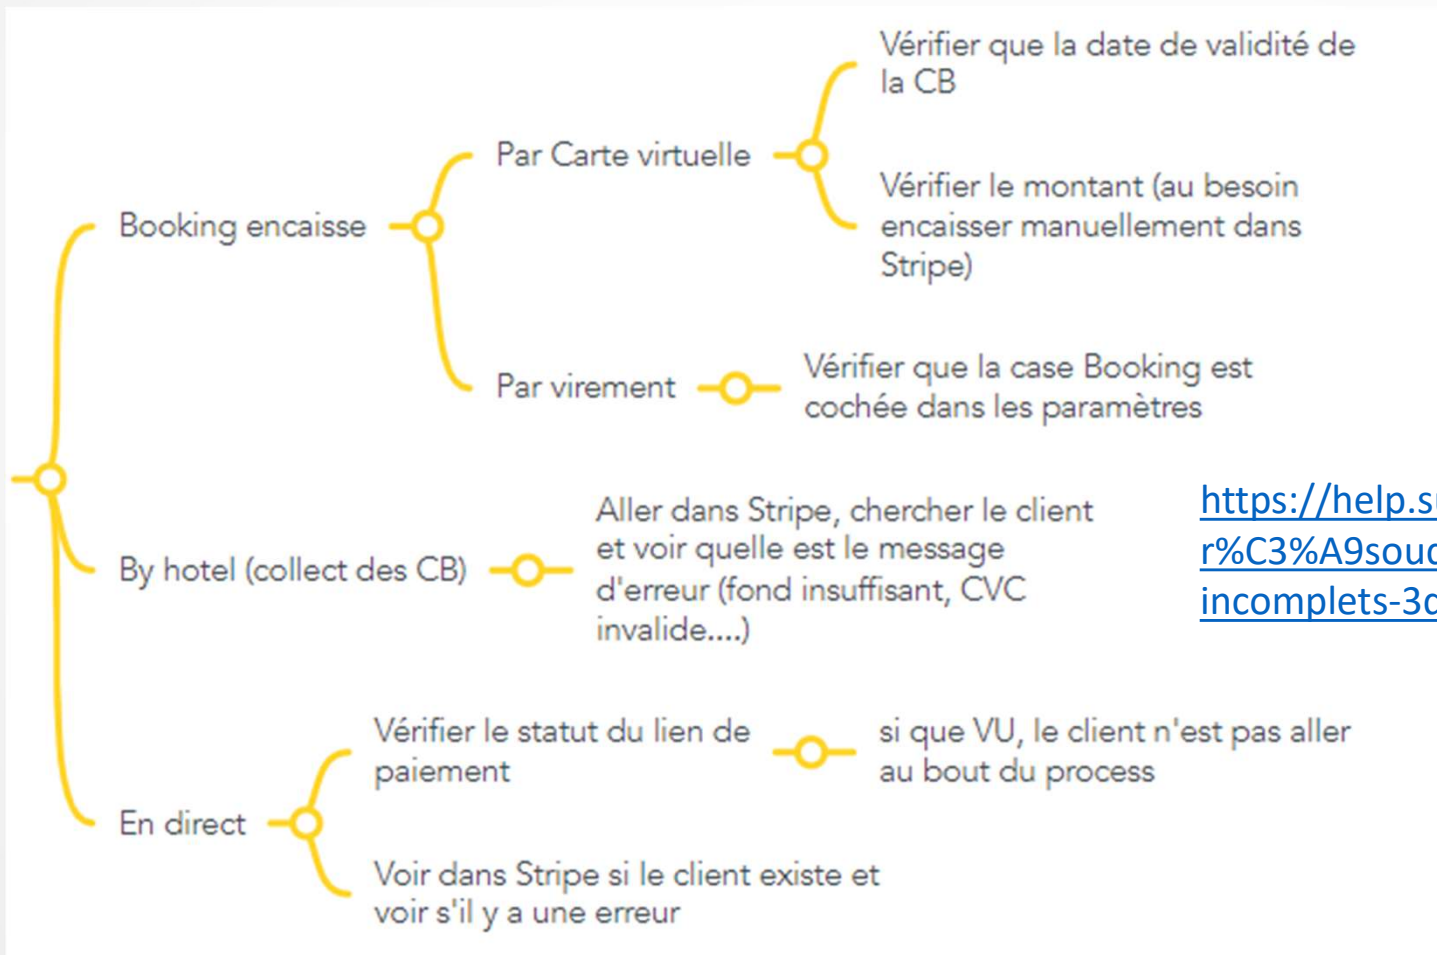 Vérifier que la date de validité de
la CB
Par Carte virtuelle
Vérifier le montant (au besoin
encaisser manuellement dans
Stripe)
Booking encaisse
Par virement
Vérifier que la case Booking est
cochée dans les paramètres
By hotel (collect des CB)
Aller dans Stripe, chercher le client
et voir quelle est le message
d'erreur (fond insuffisant, CVC
invalide....)
https://help.s
r%C3%A9soud
incomplets-3d
Vérifier le statut du lien de
paiement
si que VU, le client n'est pas aller
au bout du process
En direct
Voir dans Stripe si le client existe et
voir s'il y a une erreur